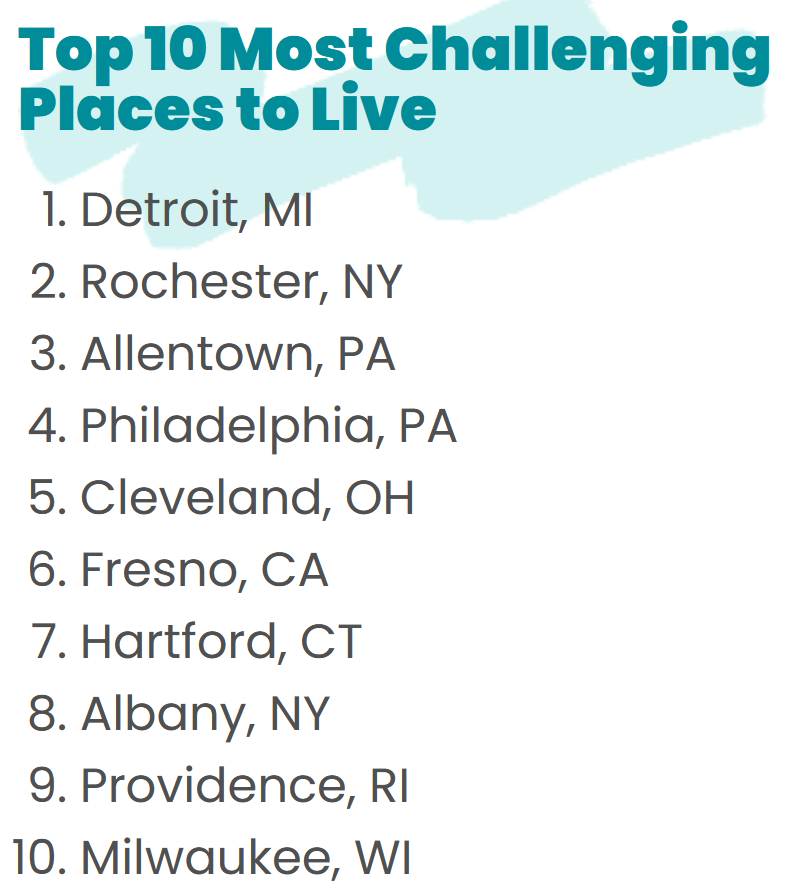 Top 10 Most Challenging
Places to Live
1. Detroit, MI
2. Rochester, NY
3. Allentown, PA
4. Philadelphia, PA
5. Cleveland, OH
6. Fresno, CA
7. Hartford, CT
8. Albany, NY
9. Providence, RI
10. Milwaukee, WI